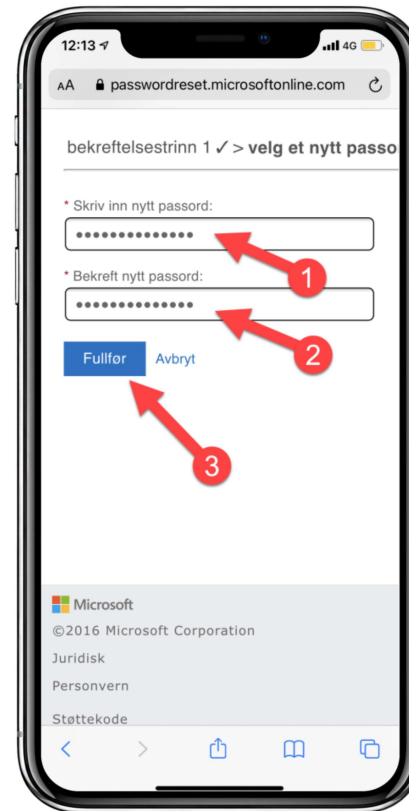 12:13 4G
AA passwordreset.microsoftonline.com
bekreftelsestrinn 1 ✓ > velg et nytt passo
* Skriv inn nytt passord:
••••••••••••••
1
* Bekreft nytt passord:
••••••••••••••
2
Fullfør Avbryt
3
Microsoft
©2016 Microsoft Corporation
Juridisk
Personvern
Støttekode